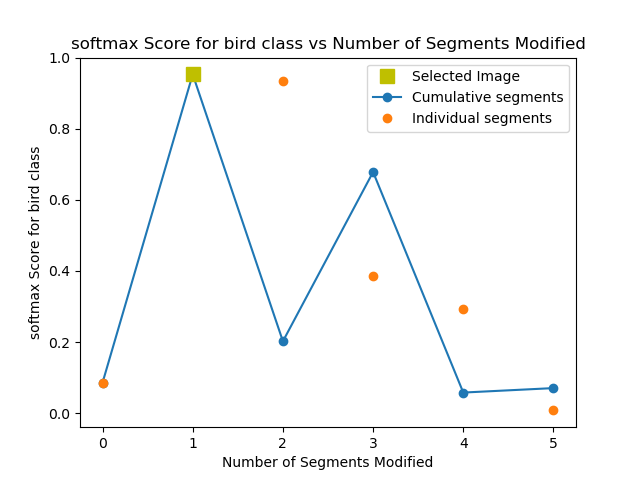 softmax Score for bird class vs Number of Segments Modified
1.0
0.8
0.6
0.4
0.2
0.0
softmax Score for bird class
Selected Image
Cumulative segments
Individual segments
0 1 2 3 4 5
Number of Segments Modified